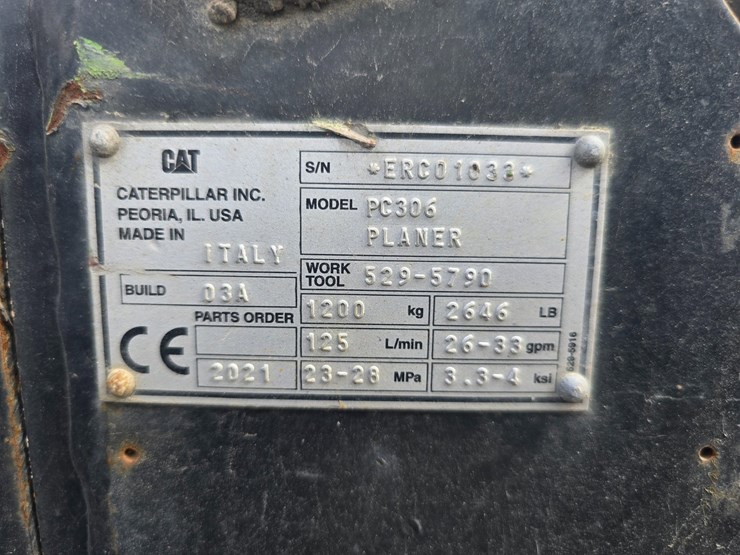 CAT
CATERPILLAR INC.
PEORIA, IL. USA
MADE IN
ITALY
BUILD 03A
PARTS ORDER
CE
2021
S/N *ERC01033*
MODEL PC306
PLANER
WORK TOOL 529-5790
1200 kg 2646 LB
125 L/min 26-33 gpm
23-28 MPa 3.3-4 ksi